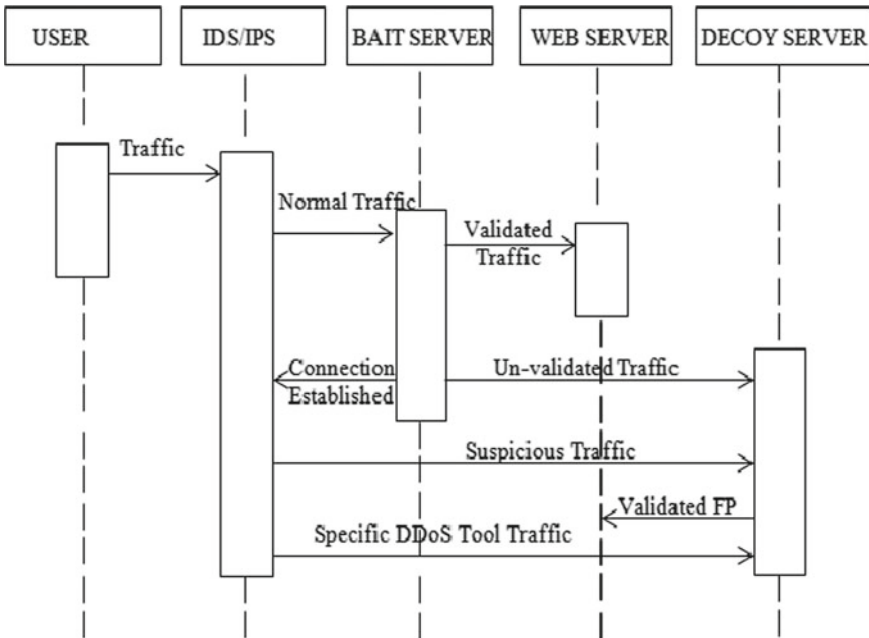 USER
IDS/IPS
BAIT SERVER
WEB SERVER
DECOY SERVER
Traffic
Normal Traffic
Validated
Traffic
Connection
Established
Un-validated Traffic
Suspicious Traffic
Validated FP
Specific DDoS Tool Traffic